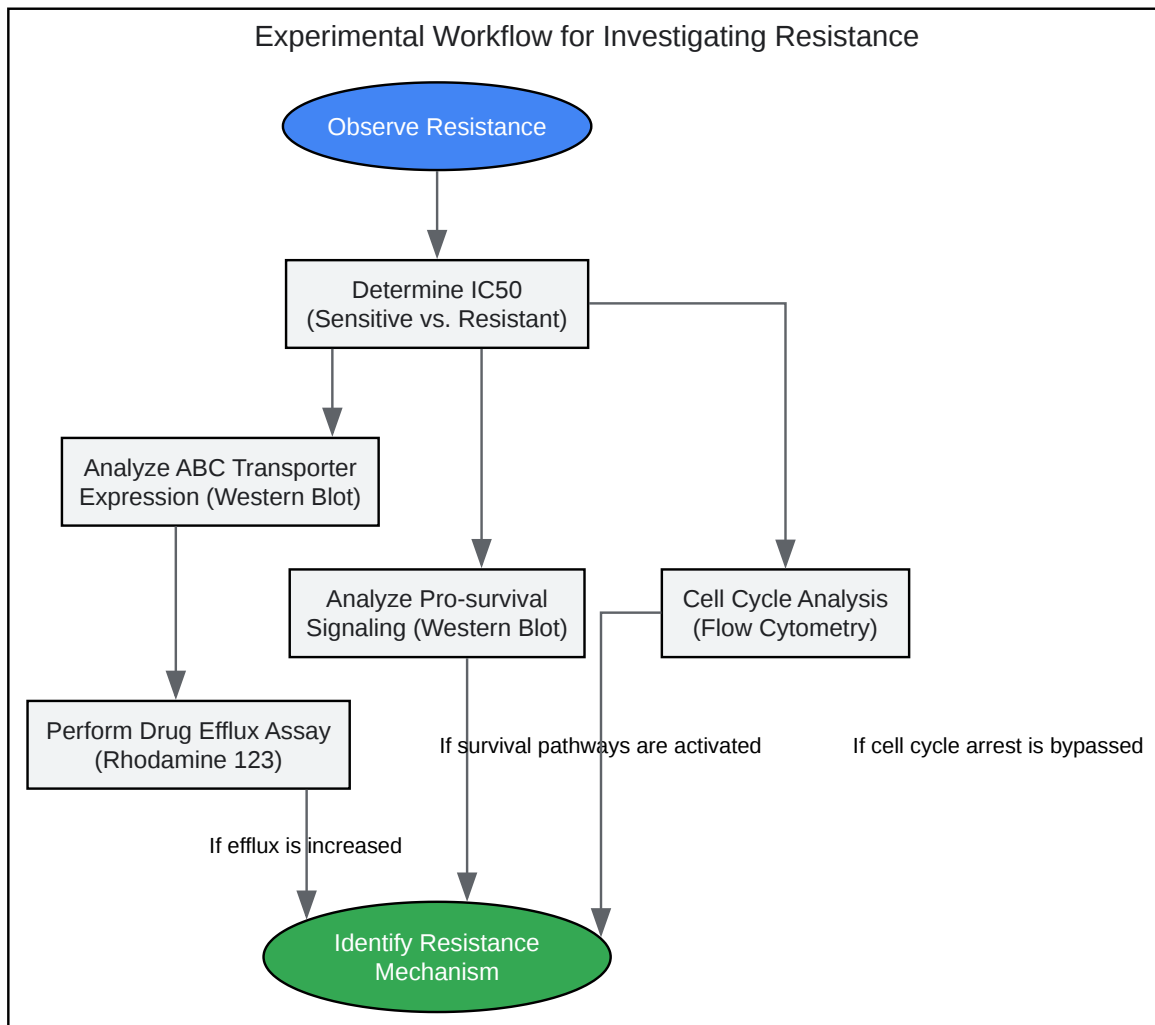 Experimental Workflow for Investigating Resistance
Observe Resistance
Determine IC50
(Sensitive vs. Resistant)
Analyze ABC Transporter
Expression (Western Blot)
Analyze Pro-survival
Signaling (Western Blot)
Cell Cycle Analysis
(Flow Cytometry)
Perform Drug Efflux Assay
(Rhodamine 123)
If survival pathways are activated
If cell cycle arrest is bypassed
If efflux is increased
Identify Resistance
Mechanism